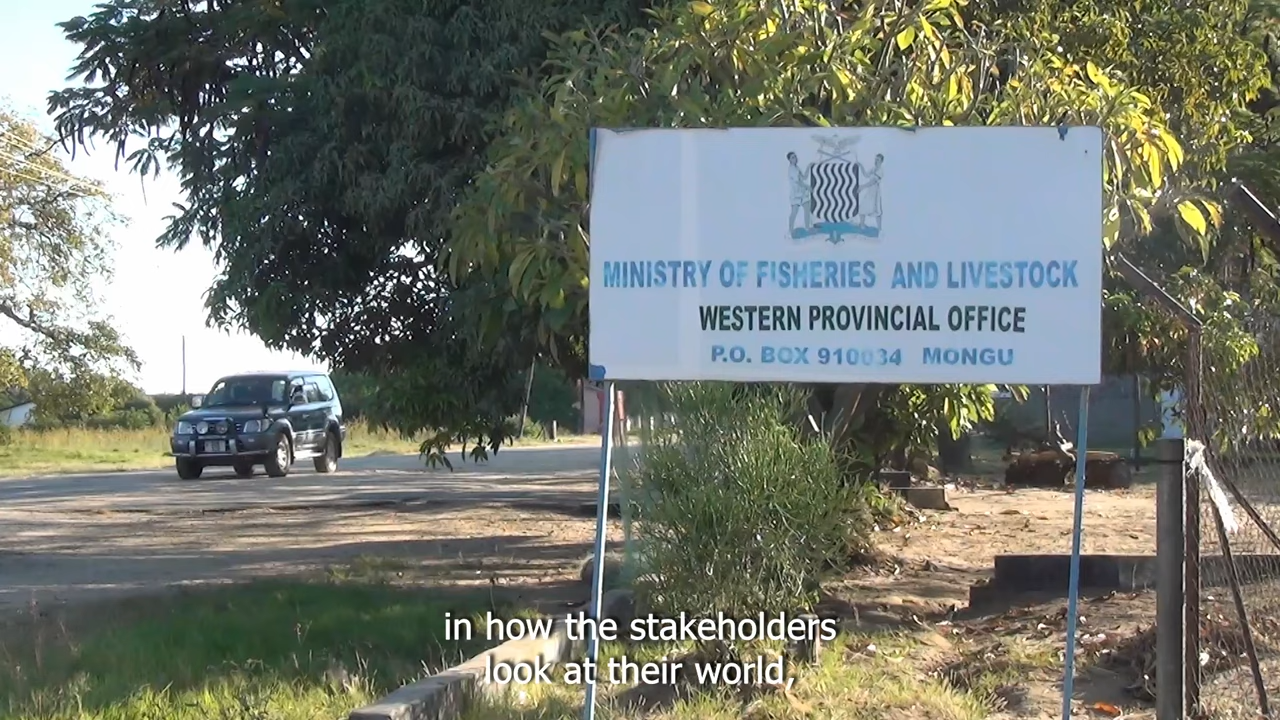 MINISTRY OF FISHERIES AND LIVESTOCK
WESTERN PROVINCIAL OFFICE
P.O. BOX 910034 MONGU
in how the stakeholders
look at their world,